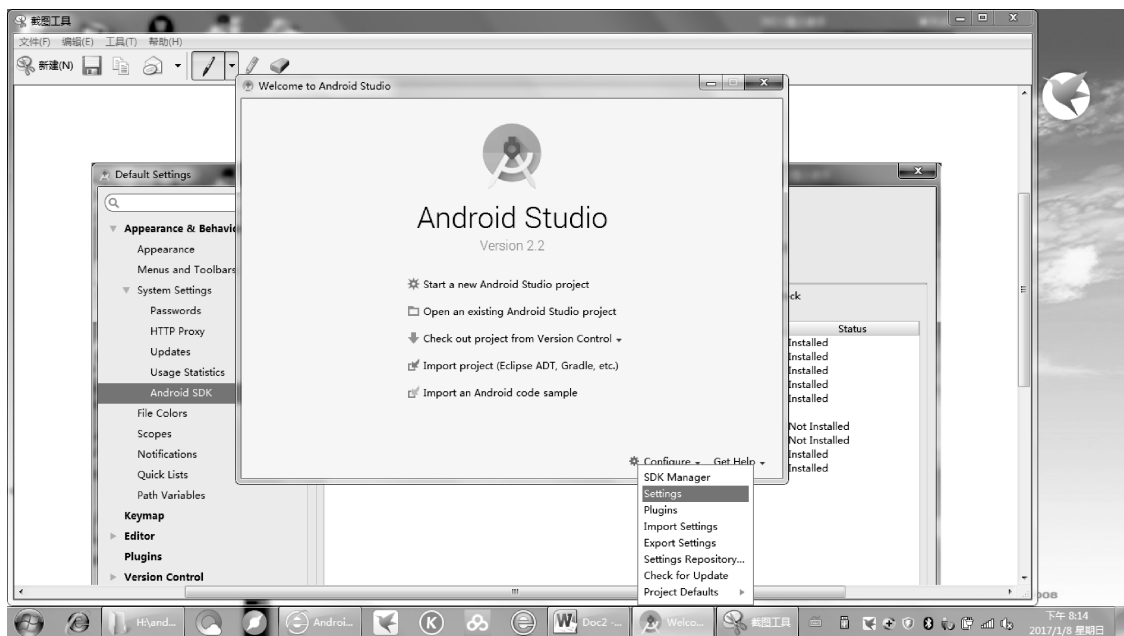 截图工具
文件(F) 编辑(E) 工具(T) 帮助(H)
新建(N)
Welcome to Android Studio
Android Studio
Version 2.2
Start a new Android Studio project
Open an existing Android Studio project
Check out project from Version Control
Import project (Eclipse ADT, Gradle, etc.)
Import an Android code sample
Configure Get Help
SDK Manager
Settings
Plugins
Import Settings
Export Settings
Settings Repository...
Check for Update
Project Defaults
Default Settings
Appearance & Behavi
Appearance
Menus and Toolbars
System Settings
Passwords
HTTP Proxy
Updates
Usage Statistics
Android SDK
File Colors
Scopes
Notifications
Quick Lists
Path Variables
Keymap
Editor
Plugins
Version Control
ck
Status
Installed
Installed
Installed
Installed
Installed
Not Installed
Not Installed
Installed
Installed
H:\and...
Androi...
Doc2 -...
Welco...
截图工具
下午 8:14
2017/1/8 星期日